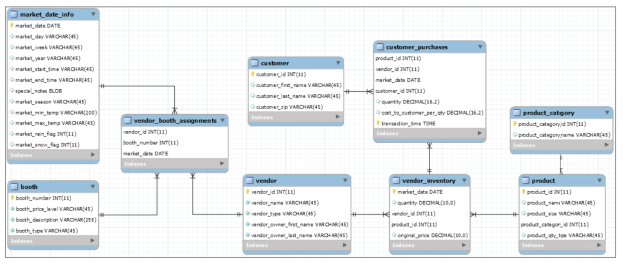 market_date_info
market_date DATE
market_day VARCHAR(45)
market_week VARCHAR(45)
market_year VARCHAR(45)
market_start_time VARCHAR(45)
market_end_time VARCHAR(45)
special_notes BLOB
market_season VARCHAR(45)
market_min_temp VARCHAR(200)
market_max_temp VARCHAR(45)
market_rain_flag INT(11)
market_snow_flag INT(11)
Indexes
booth
booth_number INT(11)
booth_price_level VARCHAR(45)
booth_description VARCHAR(255)
booth_type VARCHAR(45)
Indexes
vendor_booth_assignments
vendor_id INT(11)
booth_number INT(11)
market_date DATE
Indexes
customer
customer_id INT(11)
customer_first_name VARCHAR(45)
customer_last_name VARCHAR(45)
customer_zip VARCHAR(45)
Indexes
vendor
vendor_id INT(11)
vendor_name VARCHAR(45)
vendor_type VARCHAR(45)
vendor_owner_first_name VARCHAR(45)
vendor_owner_last_name VARCHAR(45)
Indexes
customer_purchases
product_id INT(11)
vendor_id INT(11)
market_date DATE
customer_id INT(11)
quantity DECIMAL(16,2)
cost_to_customer_per_qty DECIMAL(16,2)
transaction_time TIME
Indexes
vendor_inventory
market_date DATE
quantity DECIMAL(10,0)
vendor_id INT(11)
product_id INT(11)
original_price DECIMAL(10,0)
Indexes
product_catgory
product_category_id INT(11)
product_category_name VARCHAR(45)
Indexes
product
product_id INT(11)
product_name VARCHAR(45)
product_size VARCHAR(45)
product_category_id INT(11)
product_qty_type VARCHAR(45)
Indexes